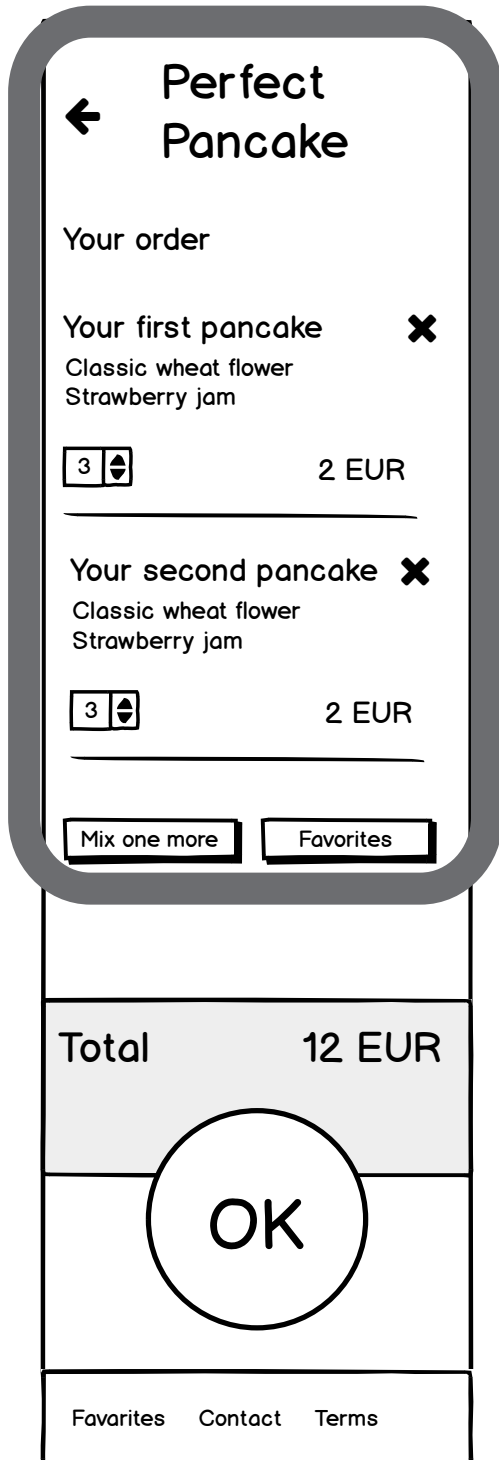 Perfect
Pancake
Your order
Your first pancake
Classic wheat flower
Strawberry jam
3 2 EUR
Your second pancake
Classic wheat flower
Strawberry jam
3 2 EUR
Mix one more Favorites
Total 12 EUR
OK
Favarites Contact Terms